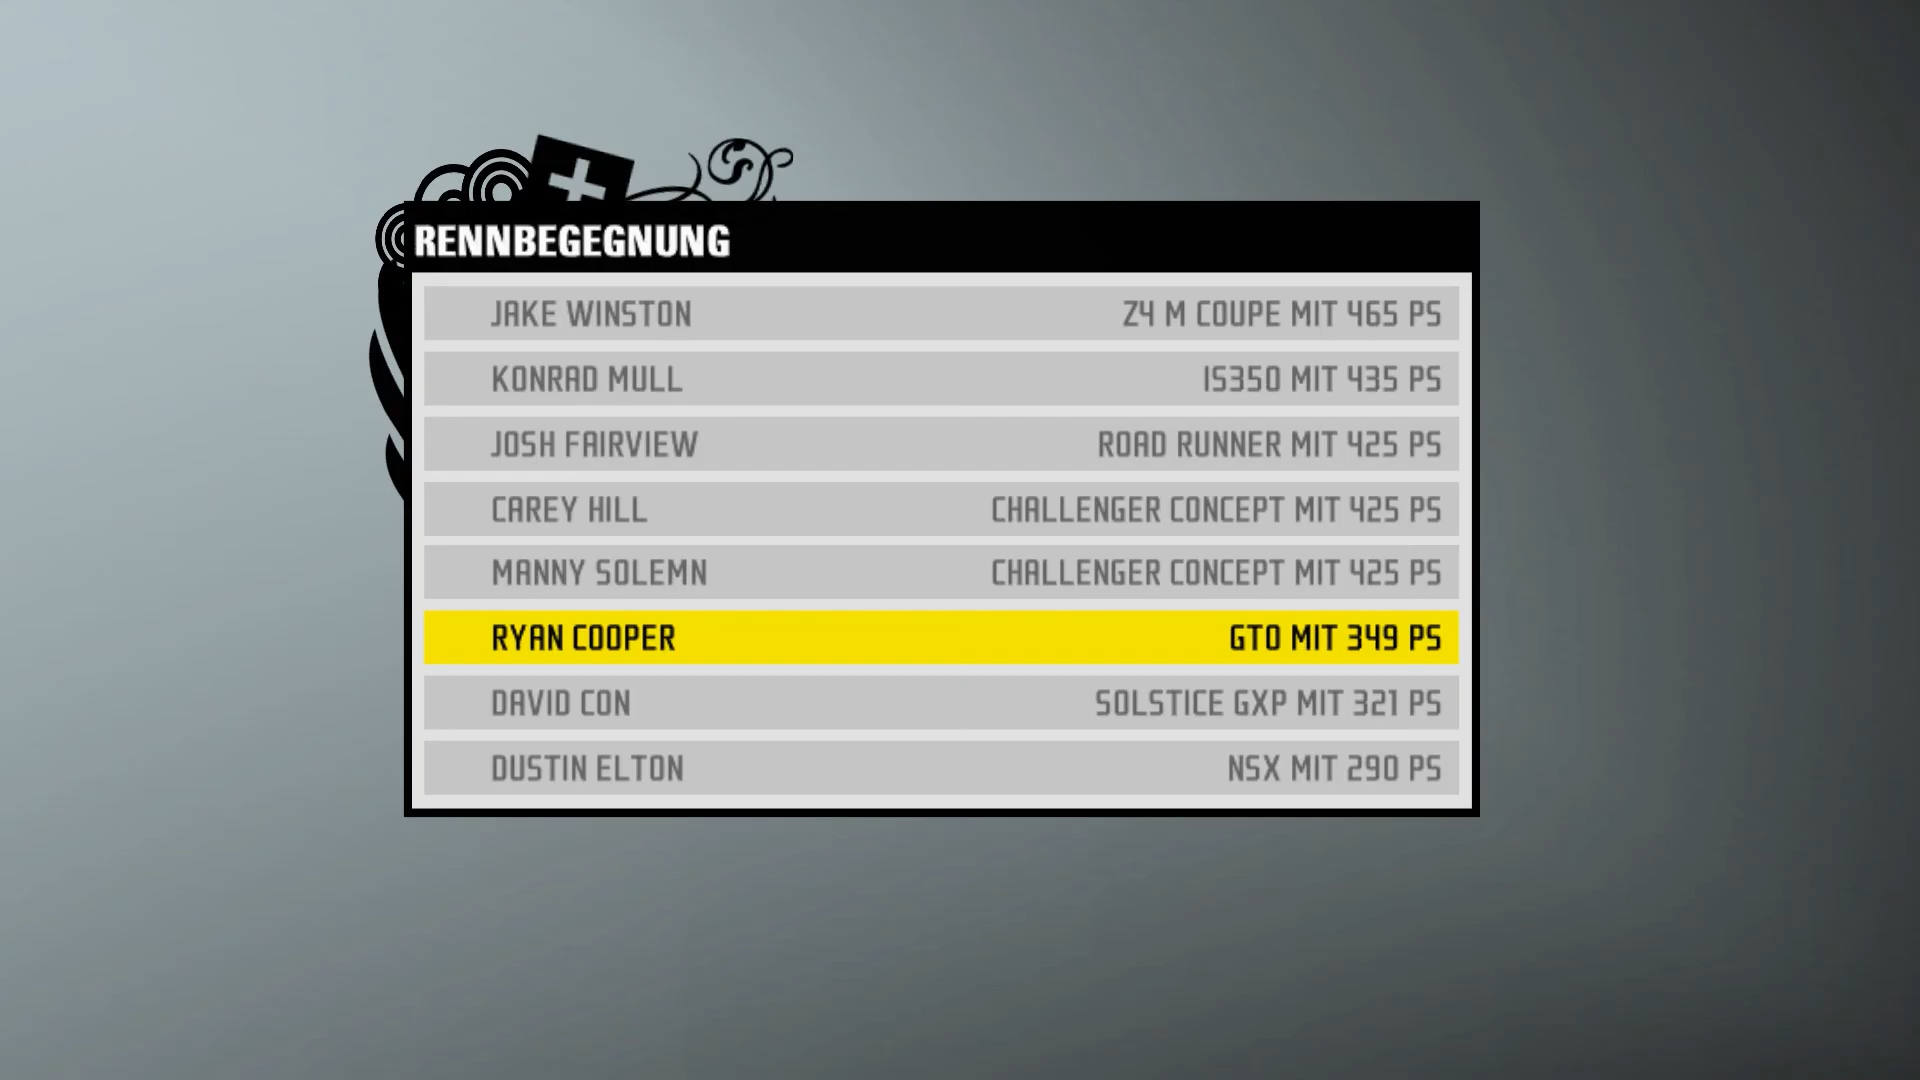 RENNBEGEGNUNG
JAKE WINSTON Z4 M COUPE MIT 465 PS
KONRAD MULL IS350 MIT 435 PS
JOSH FAIRVIEW ROAD RUNNER MIT 425 PS
CAREY HILL CHALLENGER CONCEPT MIT 425 PS
MANNY SOLEMN CHALLENGER CONCEPT MIT 425 PS
RYAN COOPER GTO MIT 349 PS
DAVID CON SOLSTICE GXP MIT 321 PS
DUSTIN ELTON NSX MIT 290 PS